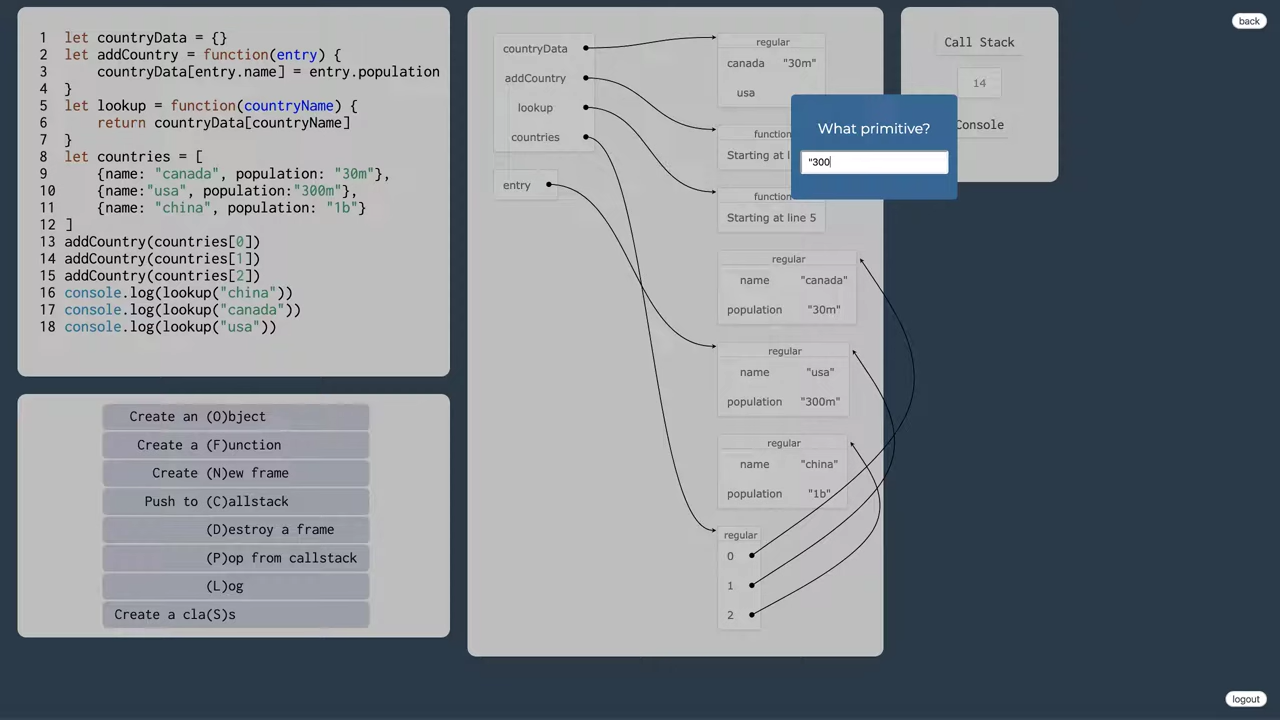 1 let countryData = {}
2 let addCountry = function(entry) {
3 countryData[entry.name] = entry.population
4 }
5 let lookup = function(countryName) {
6 return countryData[countryName]
7 }
8 let countries = [
9 {name: "canada", population: "30m"},
10 {name:"usa", population:"300m"},
11 {name: "china", population: "1b"}
12 ]
13 addCountry(countries[0])
14 addCountry(countries[1])
15 addCountry(countries[2])
16 console.log(lookup("china"))
17 console.log(lookup("canada"))
18 console.log(lookup("usa"))
Create an (O)bject
Create a (F)unction
Create (N)ew frame
Push to (C)allstack
(D)estroy a frame
(P)op from callstack
(L)og
Create a cla(S)s
countryData
addCountry
lookup
countries
entry
regular
canada "30m"
usa
function
Starting at l
function
Starting at line 5
regular
name "canada"
population "30m"
regular
name "usa"
population "300m"
regular
name "china"
population "1b"
regular
0
1
2
What primitive?
"300
Call Stack
14
Console
back
logout